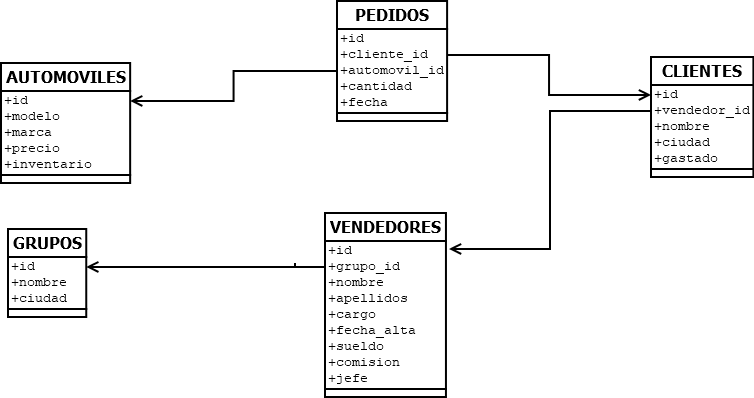 PEDIDOS
+id
+cliente_id
+automovil_id
+cantidad
+fecha
AUTOMOVILES
+id
+modelo
+marca
+precio
+inventario
CLIENTES
+id
+vendedor_id
+nombre
+ciudad
+gastado
GRUPOS
+id
+nombre
+ciudad
VENDEDORES
+id
+grupo_id
+nombre
+apellidos
+cargo
+fecha_alta
+sueldo
+comision
+jefe